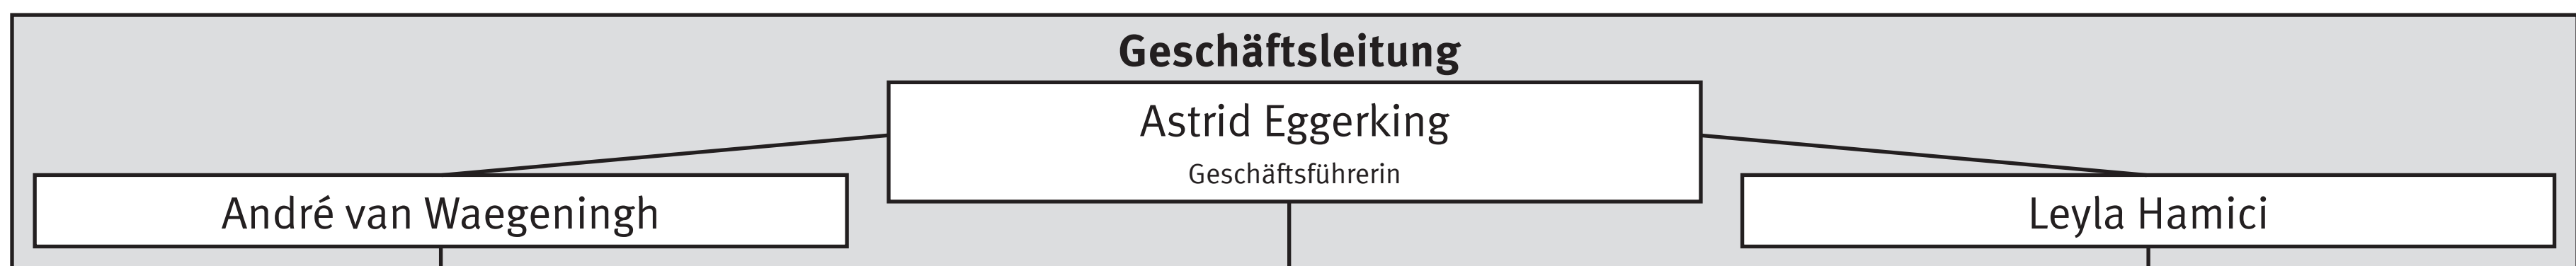 Geschäftsleitung
Astrid Eggerking
Geschäftsführerin
André van Waegeningh
Leyla Hamici